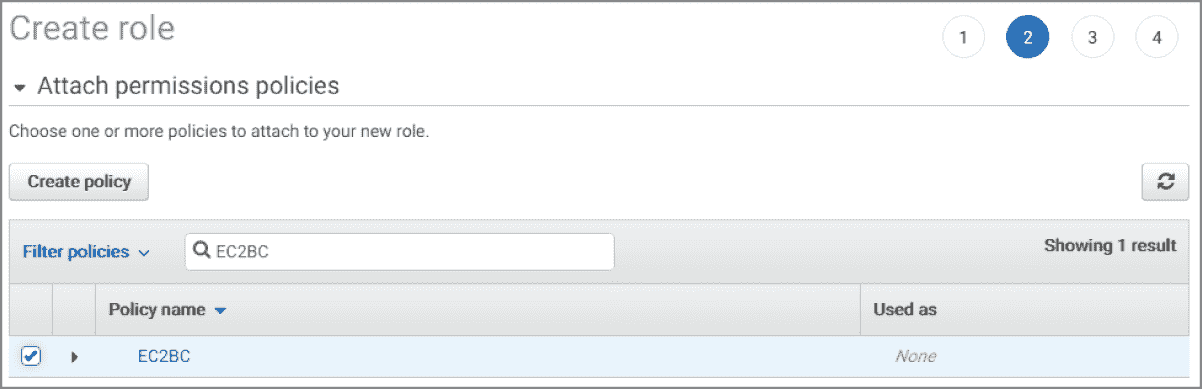 Create role
1 2 3 4
Attach permissions policies
Choose one or more policies to attach to your new role.
Create policy
Filter policies
EC2BC
Showing 1 result
Policy name
Used as
EC2BC
None